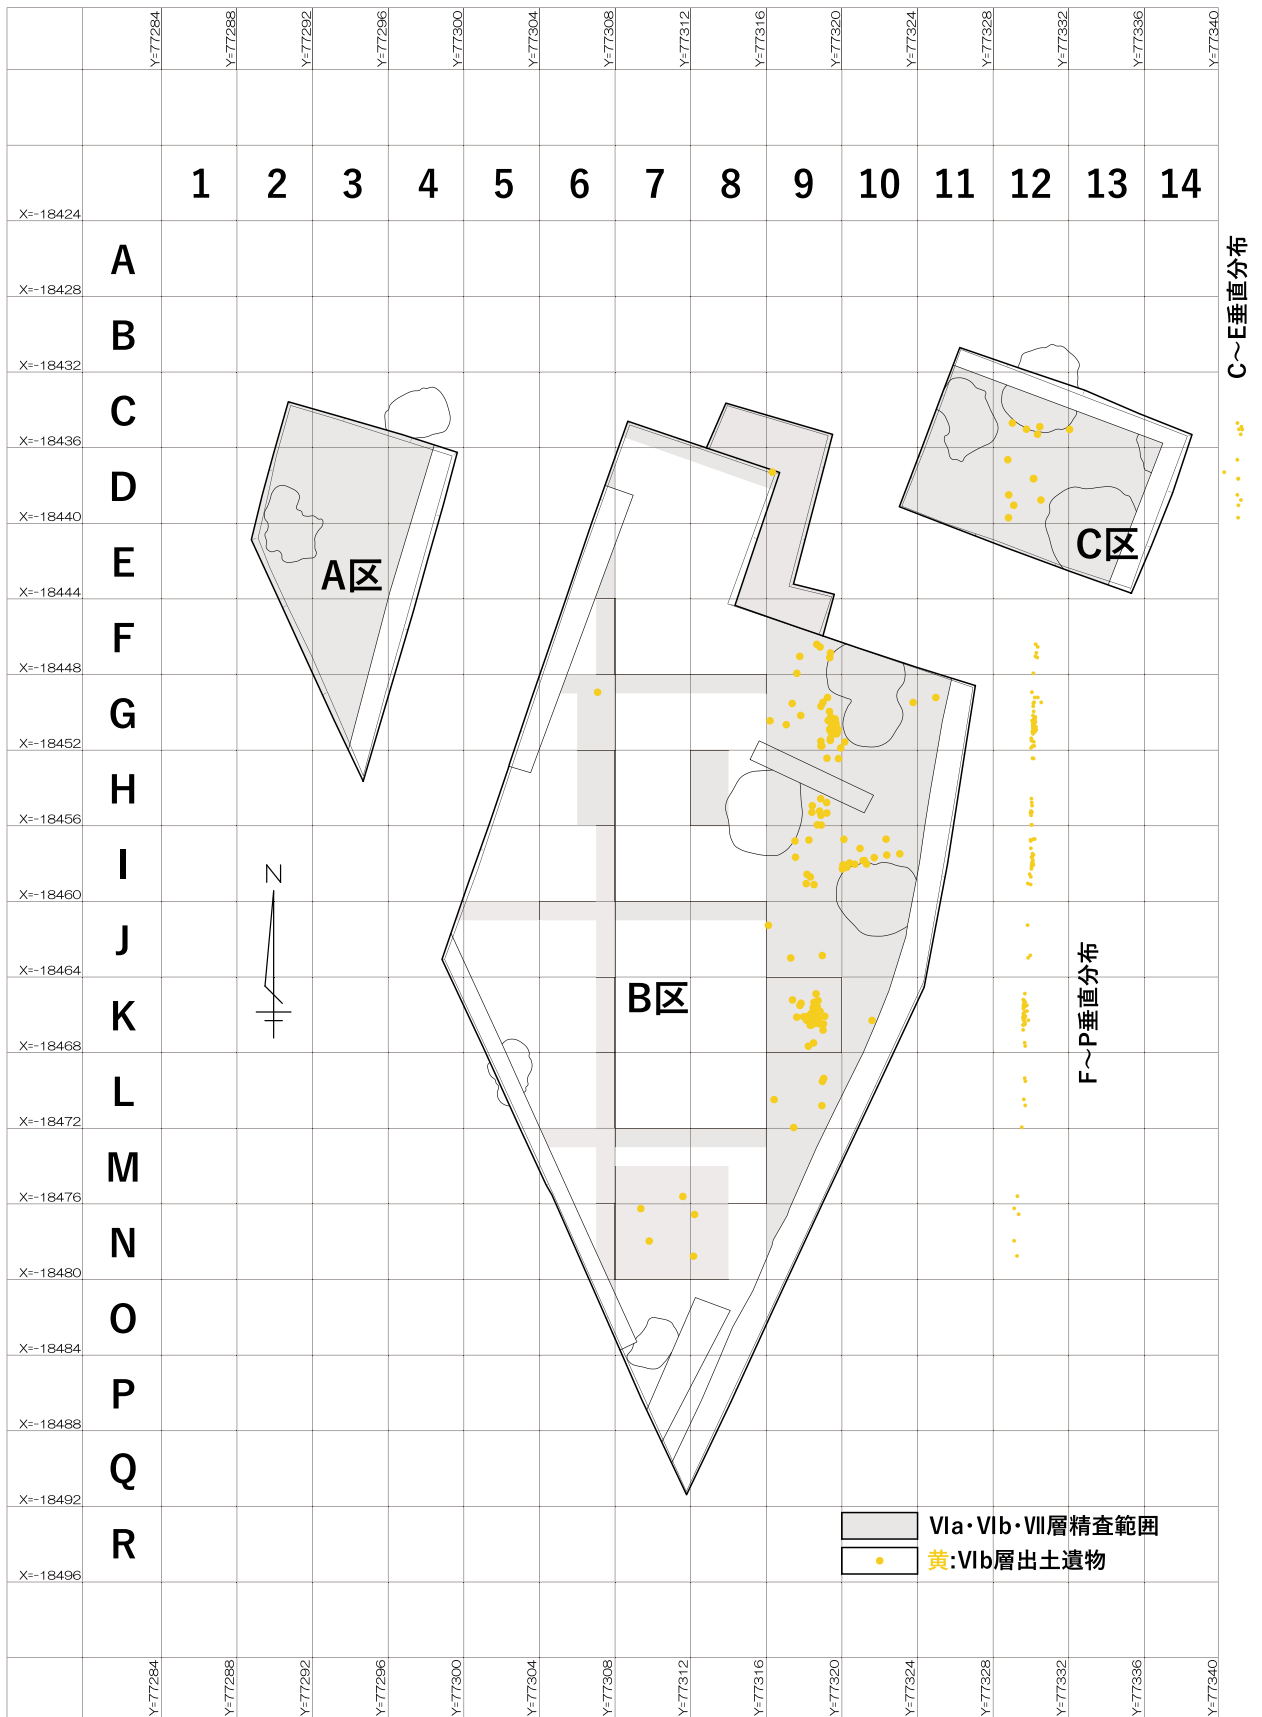 Y=77284
Y=77288
Y=77292
Y=77296
Y=77300
Y=77304
Y=77308
Y=77312
Y=77316
Y=77320
Y=77324
Y=77328
Y=77332
Y=77336
Y=77340
1 2 3 4 5 6 7 8 9 10 11 12 13 14
X=-18424
A
X=-18428
B
X=-18432
C
X=-18436
D
X=-18440
E
X=-18444
F
X=-18448
G
X=-18452
H
X=-18456
I
X=-18460
J
X=-18464
K
X=-18468
L
X=-18472
M
X=-18476
N
X=-18480
O
X=-18484
P
X=-18488
Q
X=-18492
R
X=-18496
A区
B区
C区
N
C～E垂直分布
F～P垂直分布
Ⅵa・Ⅵb・Ⅶ層精査範囲
黄:Ⅵb層出土遺物
Y=77284
Y=77288
Y=77292
Y=77296
Y=77300
Y=77304
Y=77308
Y=77312
Y=77316
Y=77320
Y=77324
Y=77328
Y=77332
Y=77336
Y=77340